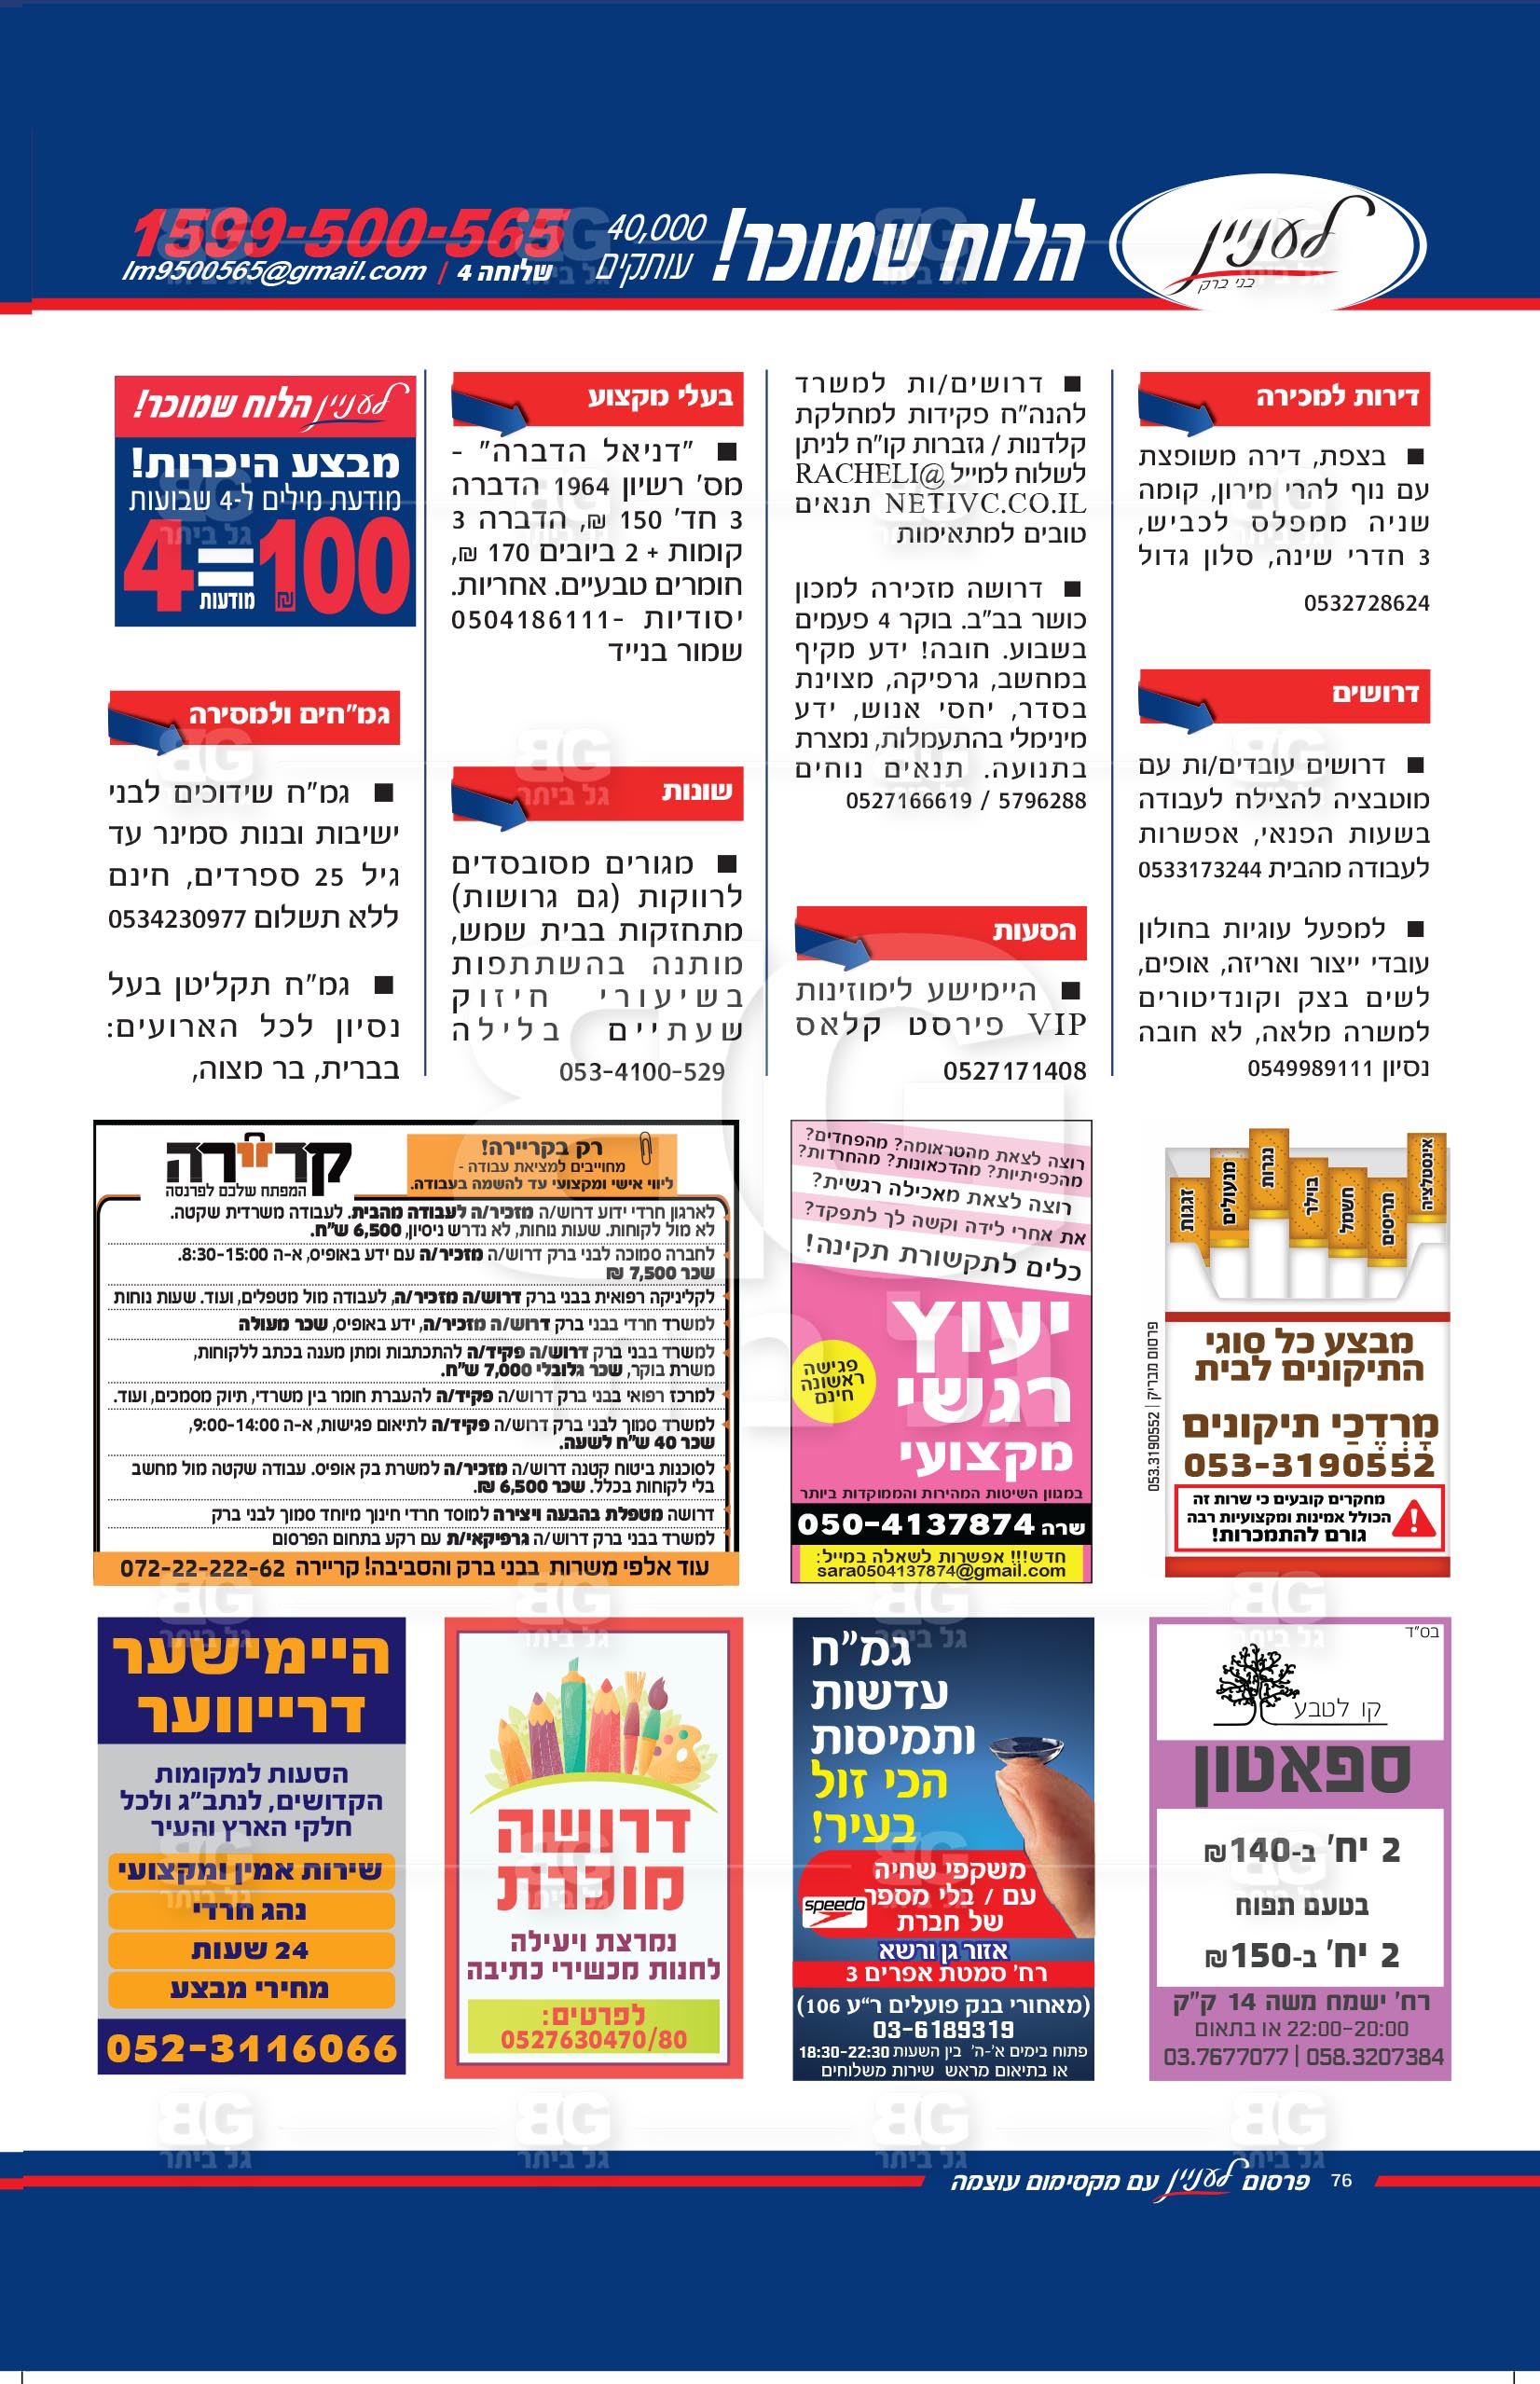 לעניין
בני ברק
הלוח שמוכר!
40,000
עותקים
1599-500-565
שלוחה 4 / lm9500565@gmail.com
דירות למכירה
■ בצפת, דירה משופצת
עם נוף להרי מירון, קומה
שניה ממפלס לכביש,
3 חדרי שינה, סלון גדול
0532728624
דרושים
■ דרושים עובדים/ות עם
מוטבציה להצילח לעבודה
בשעות הפנאי, אפשרות
לעבודה מהבית 0533173244
■ למפעל עוגיות בחולון
עובדי ייצור ואריזה, אופים,
לשים בצק וקונדיטורים
למשרה מלאה, לא חובה
נסיון 0549989111
■ דרושים/ות למשרד
להנה"ח פקידות למחלקת
קלדנות / גזברות קו"ח לניתן
לשלוח למייל RACHELI@
NETIVC.CO.IL תנאים
טובים למתאימות
■ דרושה מזכירה למכון
כושר בב"ב. בוקר 4 פעמים
בשבוע. חובה! ידע מקיף
במחשב, גרפיקה, מצוינת
בסדר, יחסי אנוש, ידע
מינימלי בהתעמלות, נמצרת
בתנועה. תנאים נוחים
0527166619 / 5796288
הסעות
■ היימישע לימוזינות
VIP פירסט קלאס
0527171408
בעלי מקצוע
■ "דניאל הדברה" -
מס' רשיון 1964 הדברה
3 חד' 150 ₪, הדברה 3
קומות + 2 ביובים 170 ₪,
חומרים טבעיים. אחריות.
יסודיות -0504186111
שמור בנייד
שונות
■ מגורים מסובסדים
לרווקות (גם גרושות)
מתחזקות בבית שמש,
מותנה בהשתתפות
בשיעורי חיזוק
שעתיים בלילה
053-4100-529
לעניין הלוח שמוכר!
מבצע היכרות!
מודעת מילים ל-4 שבועות
100₪=4
מודעות
גמ"חים ולמסירה
■ גמ"ח שידוכים לבני
ישיבות ובנות סמינר עד
גיל 25 ספרדים, חינם
ללא תשלום 0534230977
■ גמ"ח תקליטן בעל
נסיון לכל הארועים:
בברית, בר מצוה,
אינסטלציה
תריסים
חשמל
בוילר
נגרות
מנעולים
זגגות
מבצע כל סוגי
התיקונים לבית
מָרְדֳכַי תיקונים
053-3190552
מחקרים קובעים כי שרות זה
הכולל אמינות ומקצועיות רבה
גורם להתמכרות!
פרסום מבריק | 053.3190552
רוצה לצאת מהטראומה? מהפחדים?
מהכפיתיות? מהדכאונות? מהחרדות?
רוצה לצאת מאכילה רגשית?
את אחרי לידה וקשה לך לתפקד?
כלים לתקשורת תקינה!
יעוץ
רגשי
מקצועי
פגישה
ראשונה
חינם
במגוון השיטות המהירות והממוקדות ביותר
שרה 050-4137874
חדש!!! אפשרות לשאלה במייל:
sara0504137874@gmail.com
קריירה
המפתח שלכם לפרנסה
רק בקריירה!
מחוייבים למציאת עבודה -
ליווי אישי ומקצועי עד להשמה בעבודה.
לארגון חרדי ידוע דרוש/ה מזכיר/ה לעבודה מהבית. לעבודה משרדית שקטה.
לא מול לקוחות. שעות נוחות, לא נדרש ניסיון, 6,500 ש"ח.
לחברה סמוכה לבני ברק דרוש/ה מזכיר/ה עם ידע באופיס, א-ה 8:30-15:00.
שכר 7,500 ₪
לקליניקה רפואית בבני ברק דרוש/ה מזכיר/ה, לעבודה מול מטפלים, ועוד. שעות נוחות
למשרד חרדי בבני ברק דרוש/ה מזכיר/ה, ידע באופיס, שכר מעולה
למשרד בבני ברק דרוש/ה פקיד/ה להתכתבות ומתן מענה בכתב ללקוחות,
משרת בוקר, שכר גלובלי 7,000 ש"ח.
למרכז רפואי בבני ברק דרוש/ה פקיד/ה להעברת חומר בין משרדי, תיוק מסמכים, ועוד.
למשרד סמוך לבני ברק דרוש/ה פקיד/ה לתיאום פגישות, א-ה 9:00-14:00,
שכר 40 ש"ח לשעה.
לסוכנות ביטוח קטנה דרוש/ה מזכיר/ה למשרת בק אופיס. עבודה שקטה מול מחשב
בלי לקוחות בכלל. שכר 6,500 ₪.
דרושה מטפלת בהבעה ויצירה למוסד חרדי חינוך מיוחד סמוך לבני ברק
למשרד בבני ברק דרוש/ה גרפיקאי/ת עם רקע בתחום הפרסום
עוד אלפי משרות בבני ברק והסביבה! קריירה 072-22-222-62
בס"ד
קו לטבע
ספאטון
2 יח' ב-140₪
בטעם תפוח
2 יח' ב-150₪
רח' ישמח משה 14 ק"ק
22:00-20:00 או בתאום
03.7677077 | 058.3207384
גמ"ח
עדשות
ותמיסות
הכי זול
בעיר!
משקפי שחיה
עם / בלי מספר
של חברת
speedo
אזור גן ורשא
רח' סמטת אפרים 3
(מאחורי בנק פועלים ר"ע 106)
03-6189319
פתוח בימים א'-ה' בין השעות 18:30-22:30
או בתיאום מראש שירות משלוחים
דרושה
מוכרת
נמרצת ויעילה
לחנות מכשירי כתיבה
לפרטים:
0527630470/80
היימישער
דרייווער
הסעות למקומות
הקדושים, לנתב"ג ולכל
חלקי הארץ והעיר
שירות אמין ומקצועי
נהג חרדי
24 שעות
מחירי מבצע
052-3116066
76 פרסום לעניין עם מקסימום עוצמה
BG
גל ביתר